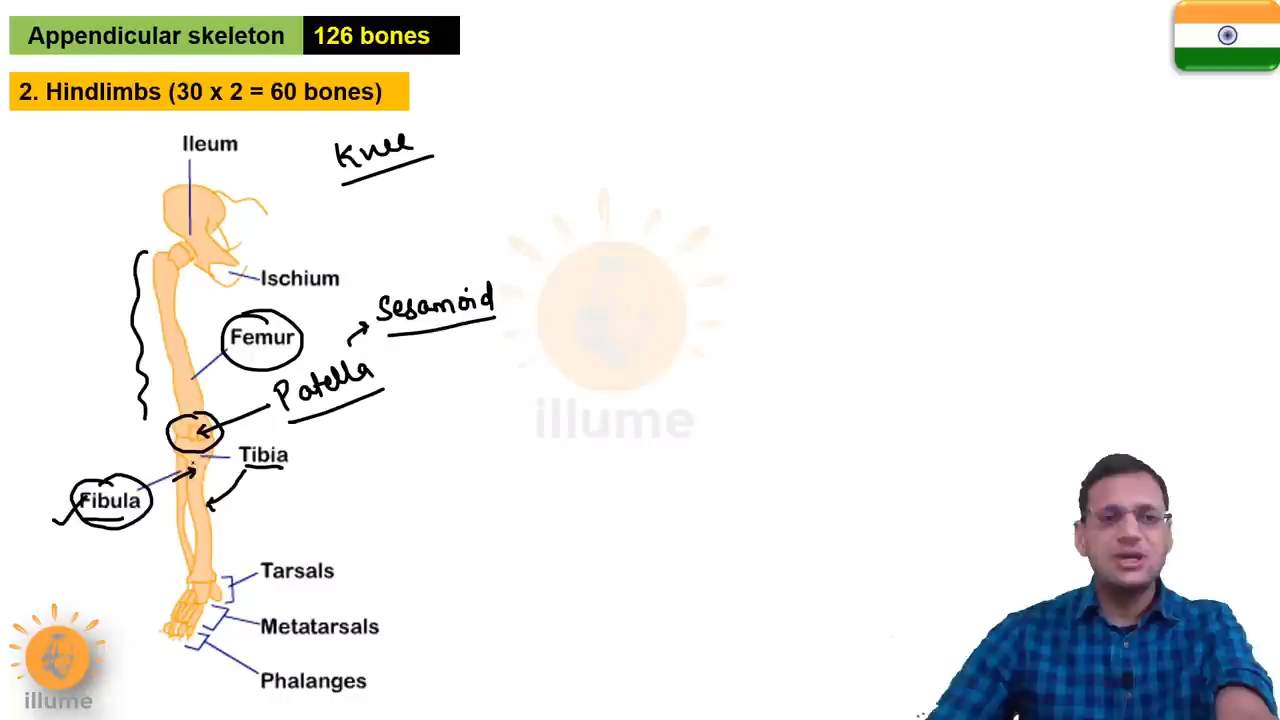 Appendicular skeleton 126 bones
2. Hindlimbs (30 x 2 = 60 bones)
Ileum
Knee
Ischium
Sesamoid
Femur
Patella
Tibia
Fibula
Tarsals
Metatarsals
Phalanges
illume
illume